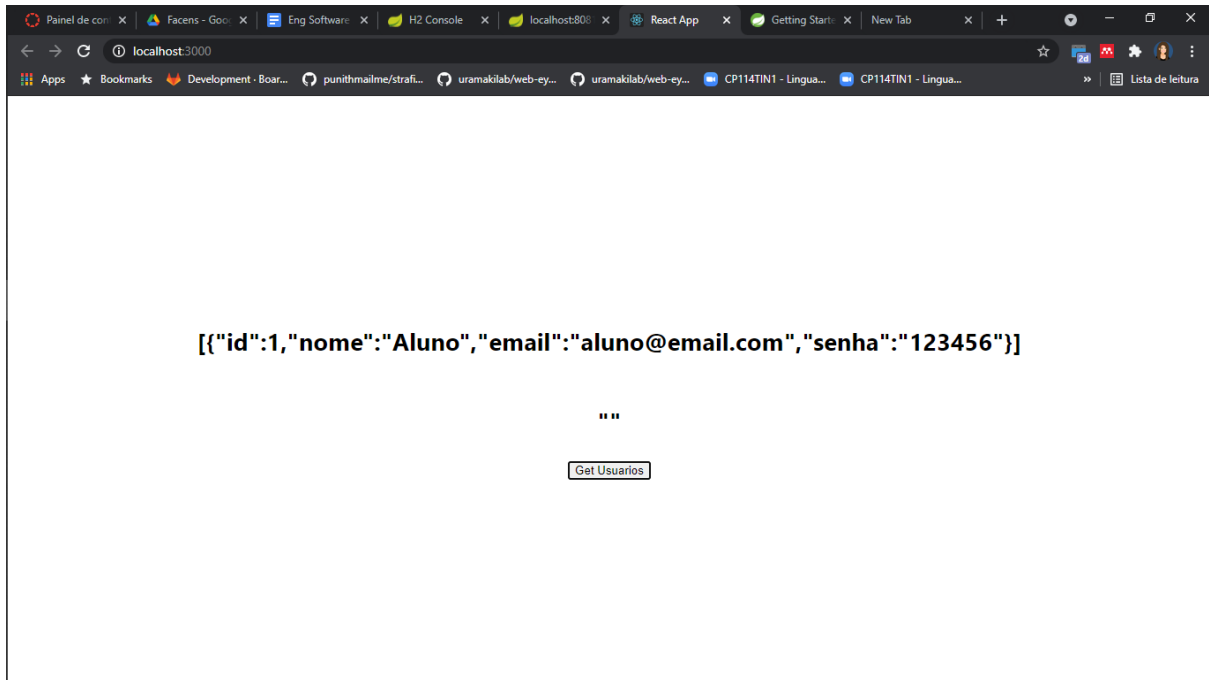 Painel de con Facens - Goo Eng Software H2 Console localhost:808 React App Getting Starte New Tab
localhost:3000
2d
Apps Bookmarks Development · Boar... punithmailme/strafi... uramakilab/web-ey... uramakilab/web-ey... CP114TIN1 - Lingua... CP114TIN1 - Lingua... » Lista de leitura
[{"id":1,"nome":"Aluno","email":"aluno@email.com","senha":"123456"}]
""
Get Usuarios